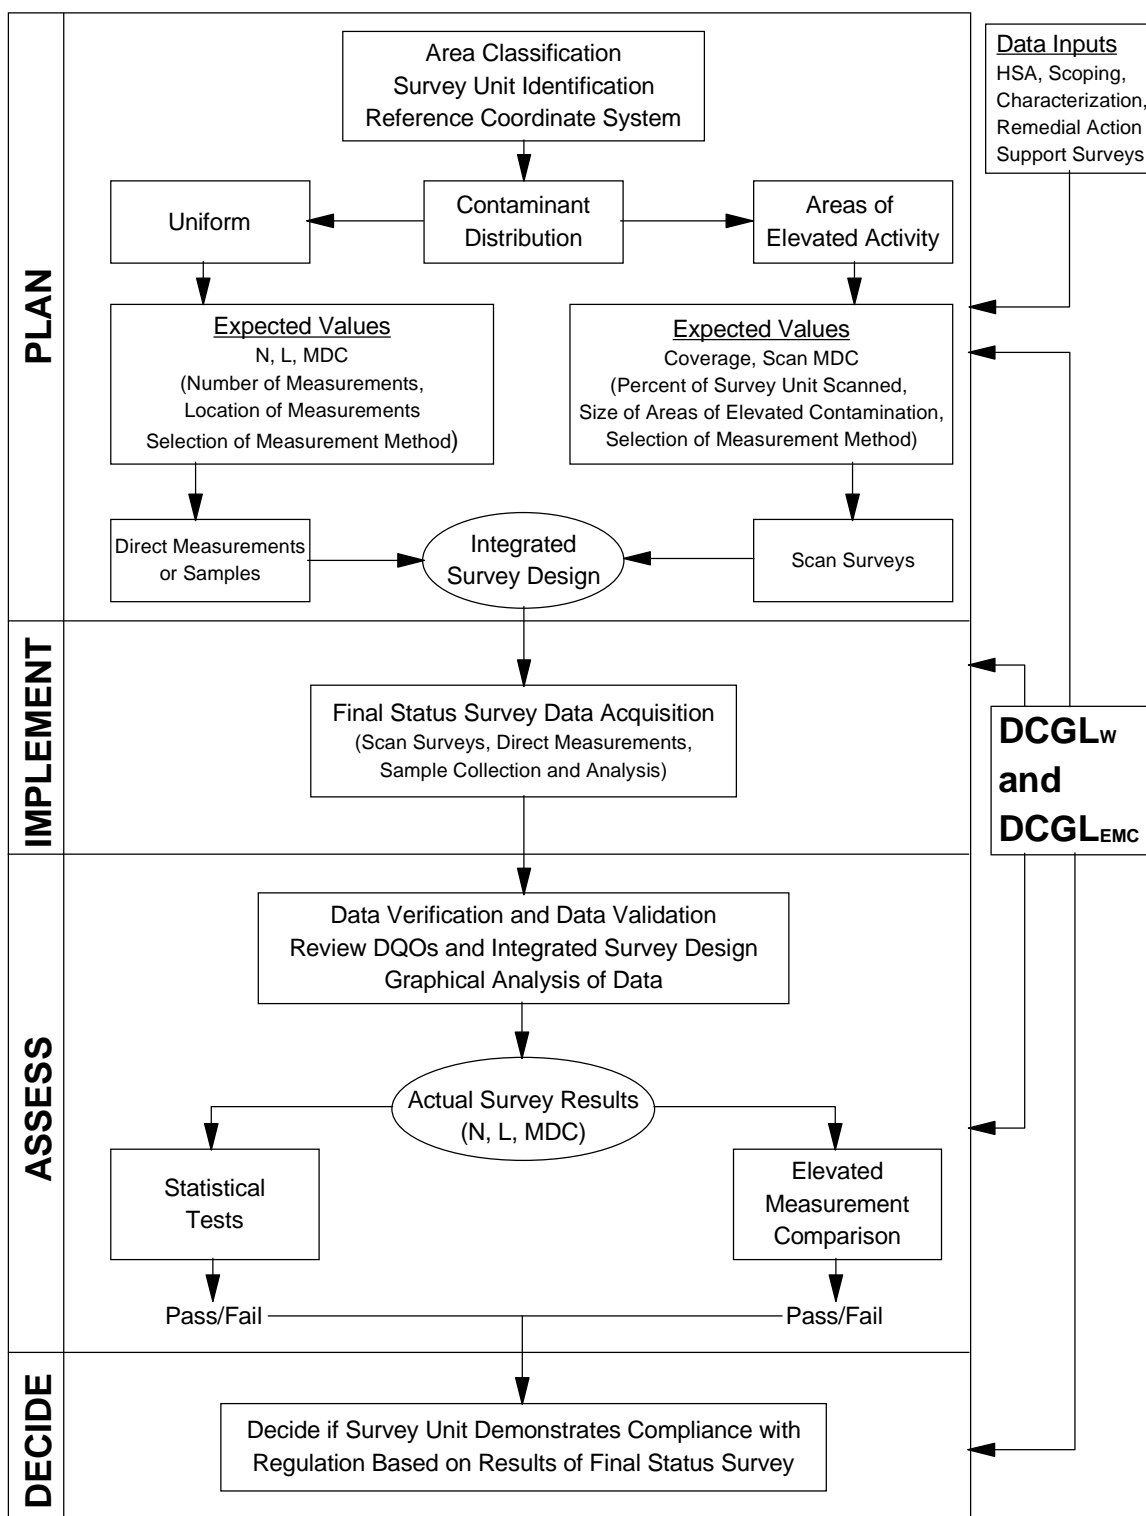 PLAN
Area Classification
Survey Unit Identification
Reference Coordinate System
Data Inputs
HSA, Scoping,
Characterization,
Remedial Action
Support Surveys
Uniform
Contaminant
Distribution
Areas of
Elevated Activity
Expected Values
N, L, MDC
(Number of Measurements,
Location of Measurements
Selection of Measurement Method)
Expected Values
Coverage, Scan MDC
(Percent of Survey Unit Scanned,
Size of Areas of Elevated Contamination,
Selection of Measurement Method)
Direct Measurements
or Samples
Integrated
Survey Design
Scan Surveys
IMPLEMENT
Final Status Survey Data Acquisition
(Scan Surveys, Direct Measurements,
Sample Collection and Analysis)
DCGLW
and
DCGLEMC
ASSESS
Data Verification and Data Validation
Review DQOs and Integrated Survey Design
Graphical Analysis of Data
Actual Survey Results
(N, L, MDC)
Statistical
Tests
Elevated
Measurement
Comparison
Pass/Fail
Pass/Fail
DECIDE
Decide if Survey Unit Demonstrates Compliance with
Regulation Based on Results of Final Status Survey